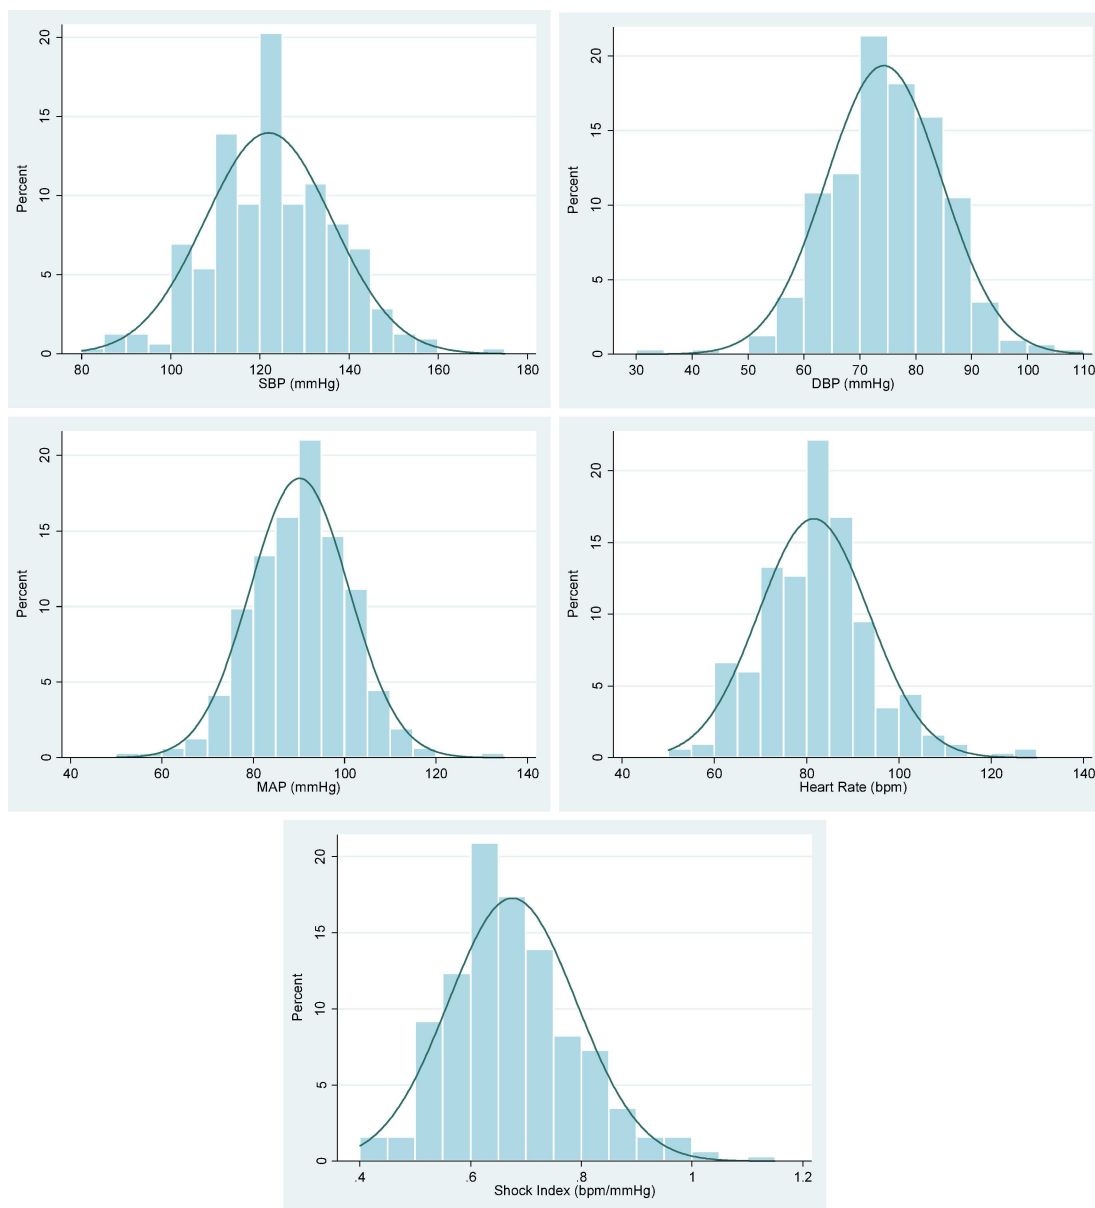 20
15
10
5
0
Percent
80 100 120 140 160 180
SBP (mmHg)
20
15
10
5
0
Percent
30 40 50 60 70 80 90 100 110
DBP (mmHg)
20
15
10
5
0
Percent
40 60 80 100 120 140
MAP (mmHg)
20
15
10
5
0
Percent
40 60 80 100 120 140
Heart Rate (bpm)
20
15
10
5
0
Percent
.4 .6 .8 1 1.2
Shock Index (bpm/mmHg)